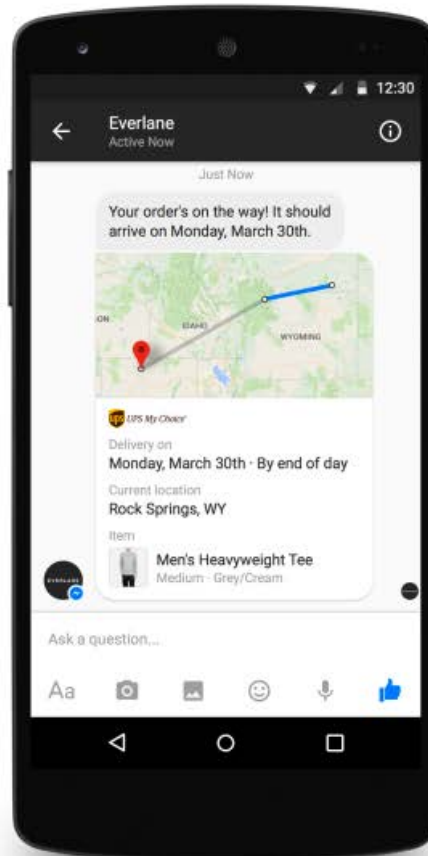 12:30
Everlane
Active Now
Just Now
Your order's on the way! It should
arrive on Monday, March 30th.
ON
IDAHO
WYOMING
ups UPS My Choice®
Delivery on
Monday, March 30th · By end of day
Current location
Rock Springs, WY
Item
Men's Heavyweight Tee
Medium · Grey/Cream
EVERLANE
Ask a question...
Aa